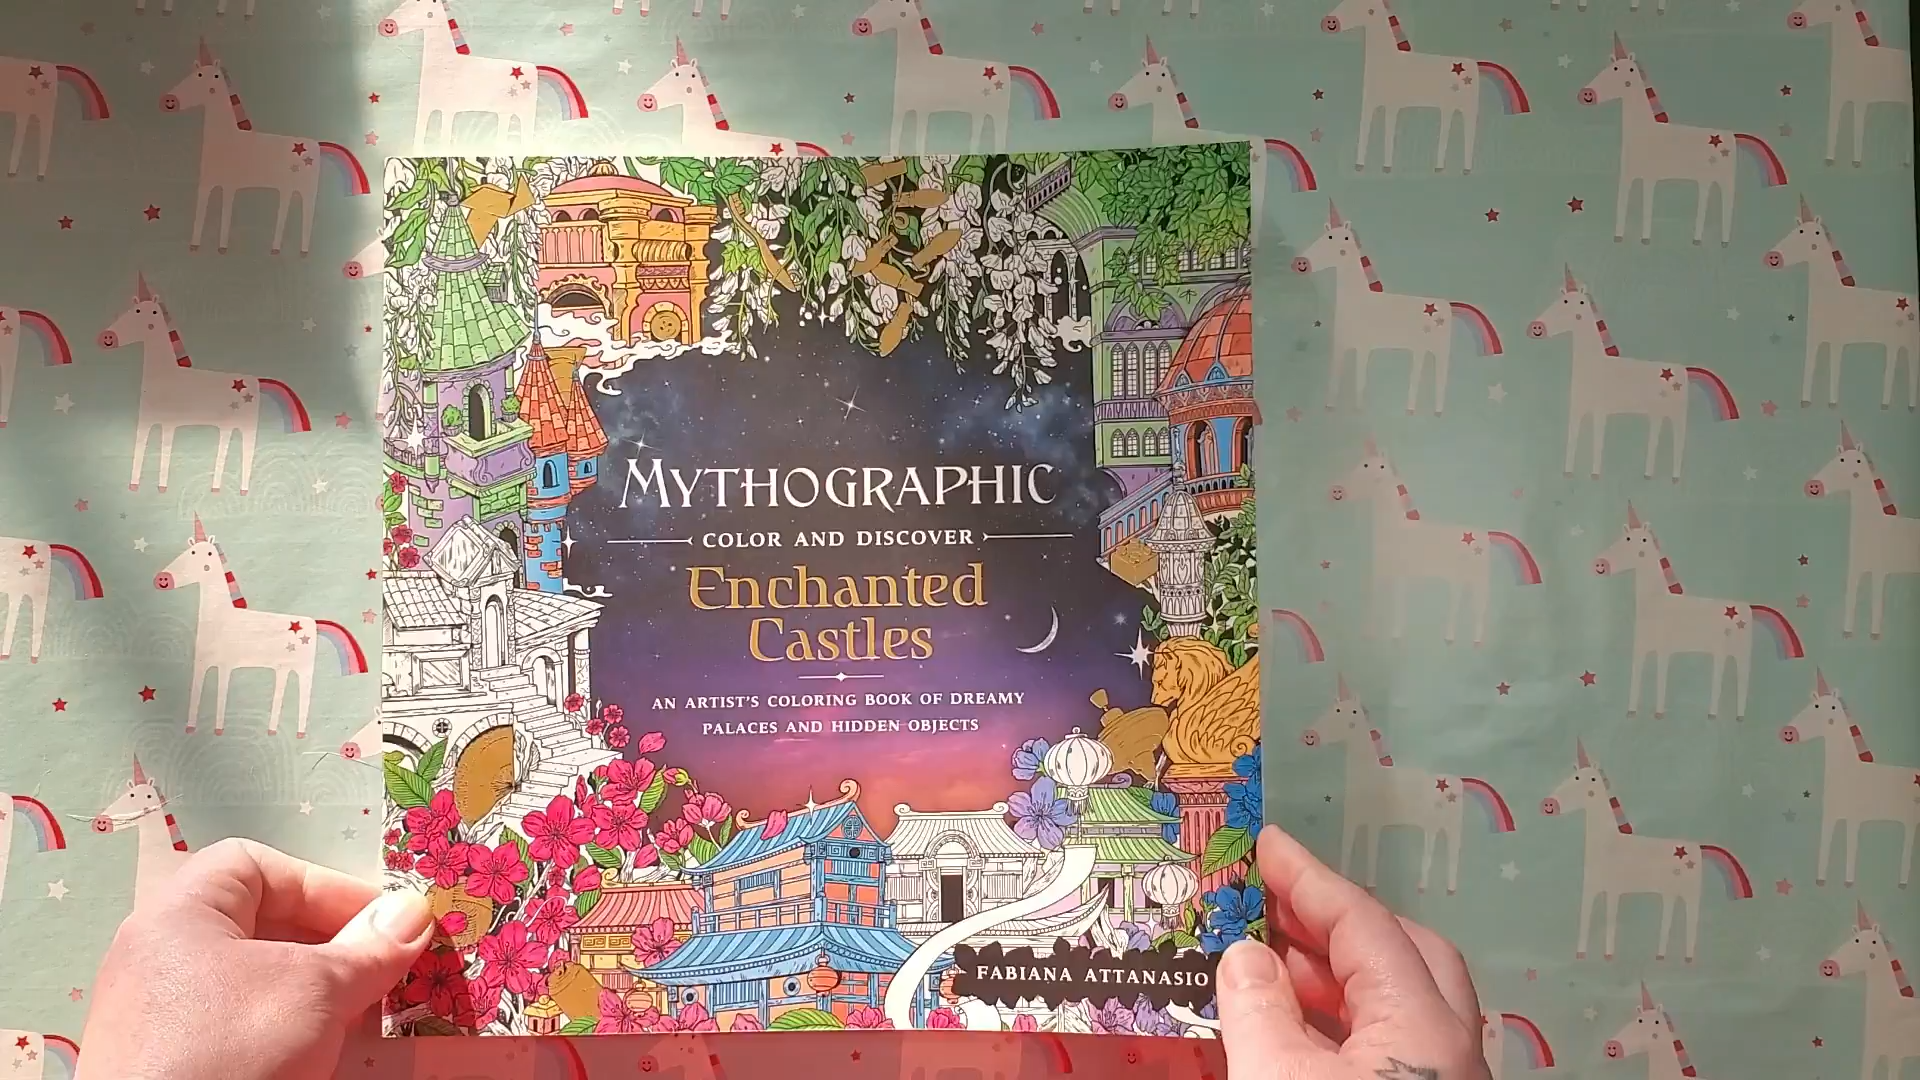 MYTHOGRAPHIC
COLOR AND DISCOVER
Enchanted
Castles
AN ARTIST'S COLORING BOOK OF DREAMY
PALACES AND HIDDEN OBJECTS
FABIANA ATTANASIO